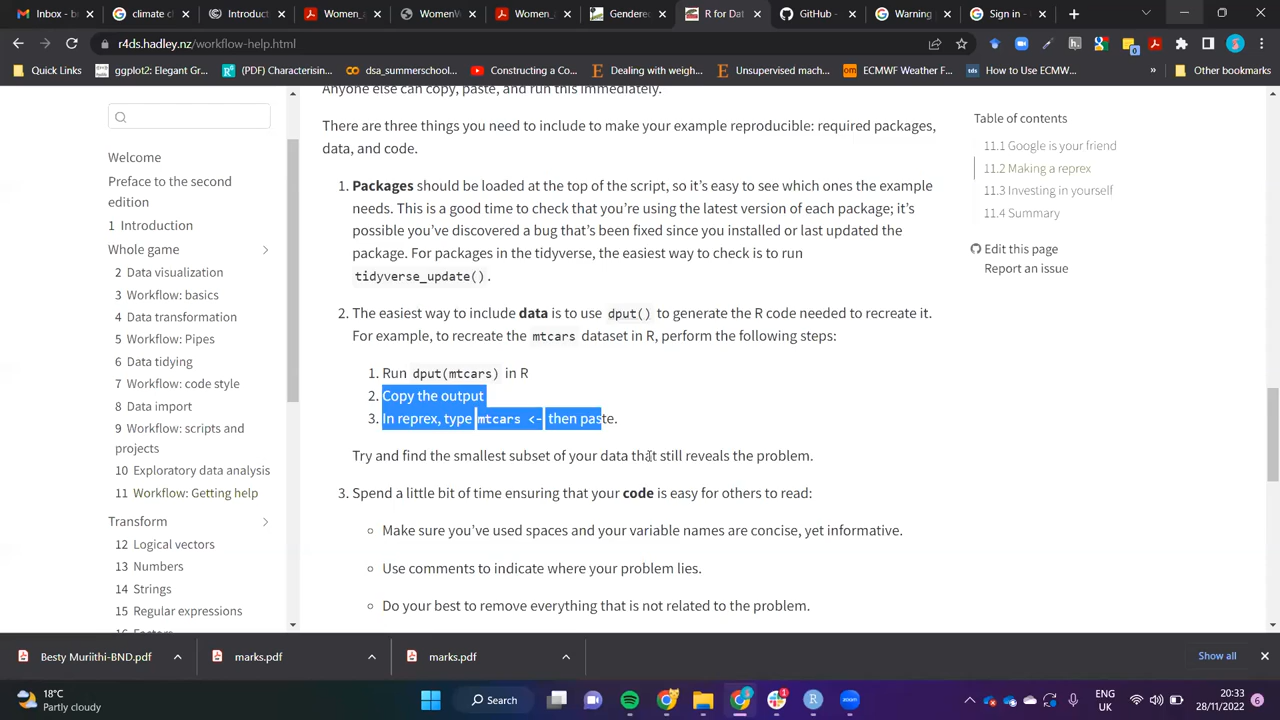 Inbox (
climate c
Introduct
Women_
Women_
Gendere
R for Dat
GitHub -
Warning
Sign in -
r4ds.hadley.nz/workflow-help.html
Quick Links
ggplot2: Elegant Gr...
(PDF) Characterisin...
dsa_summerschool...
Constructing a Co...
Dealing with weigh...
Unsupervised mach...
ECMWF Weather F...
How to Use ECMW...
»
Other bookmarks
Anyone else can copy, paste, and run this immediately.
There are three things you need to include to make your example reproducible: required packages,
data, and code.
1. Packages should be loaded at the top of the script, so it's easy to see which ones the example
needs. This is a good time to check that you're using the latest version of each package; it's
possible you've discovered a bug that's been fixed since you installed or last updated the
package. For packages in the tidyverse, the easiest way to check is to run
tidyverse_update() .
2. The easiest way to include data is to use dput() to generate the R code needed to recreate it.
For example, to recreate the mtcars dataset in R, perform the following steps:
1. Run dput(mtcars) in R
2. Copy the output
3. In reprex, type mtcars <- then paste.
Try and find the smallest subset of your data that still reveals the problem.
3. Spend a little bit of time ensuring that your code is easy for others to read:
Make sure you've used spaces and your variable names are concise, yet informative.
Use comments to indicate where your problem lies.
Do your best to remove everything that is not related to the problem.
Welcome
Preface to the second
edition
1 Introduction
Whole game
2 Data visualization
3 Workflow: basics
4 Data transformation
5 Workflow: Pipes
6 Data tidying
7 Workflow: code style
8 Data import
9 Workflow: scripts and
projects
10 Exploratory data analysis
11 Workflow: Getting help
Transform
12 Logical vectors
13 Numbers
14 Strings
15 Regular expressions
16 Factors
Table of contents
11.1 Google is your friend
11.2 Making a reprex
11.3 Investing in yourself
11.4 Summary
Edit this page
Report an issue
Besty Muriithi-BND.pdf
marks.pdf
marks.pdf
Show all
18°C
Partly cloudy
Search
ENG
UK
20:33
28/11/2022